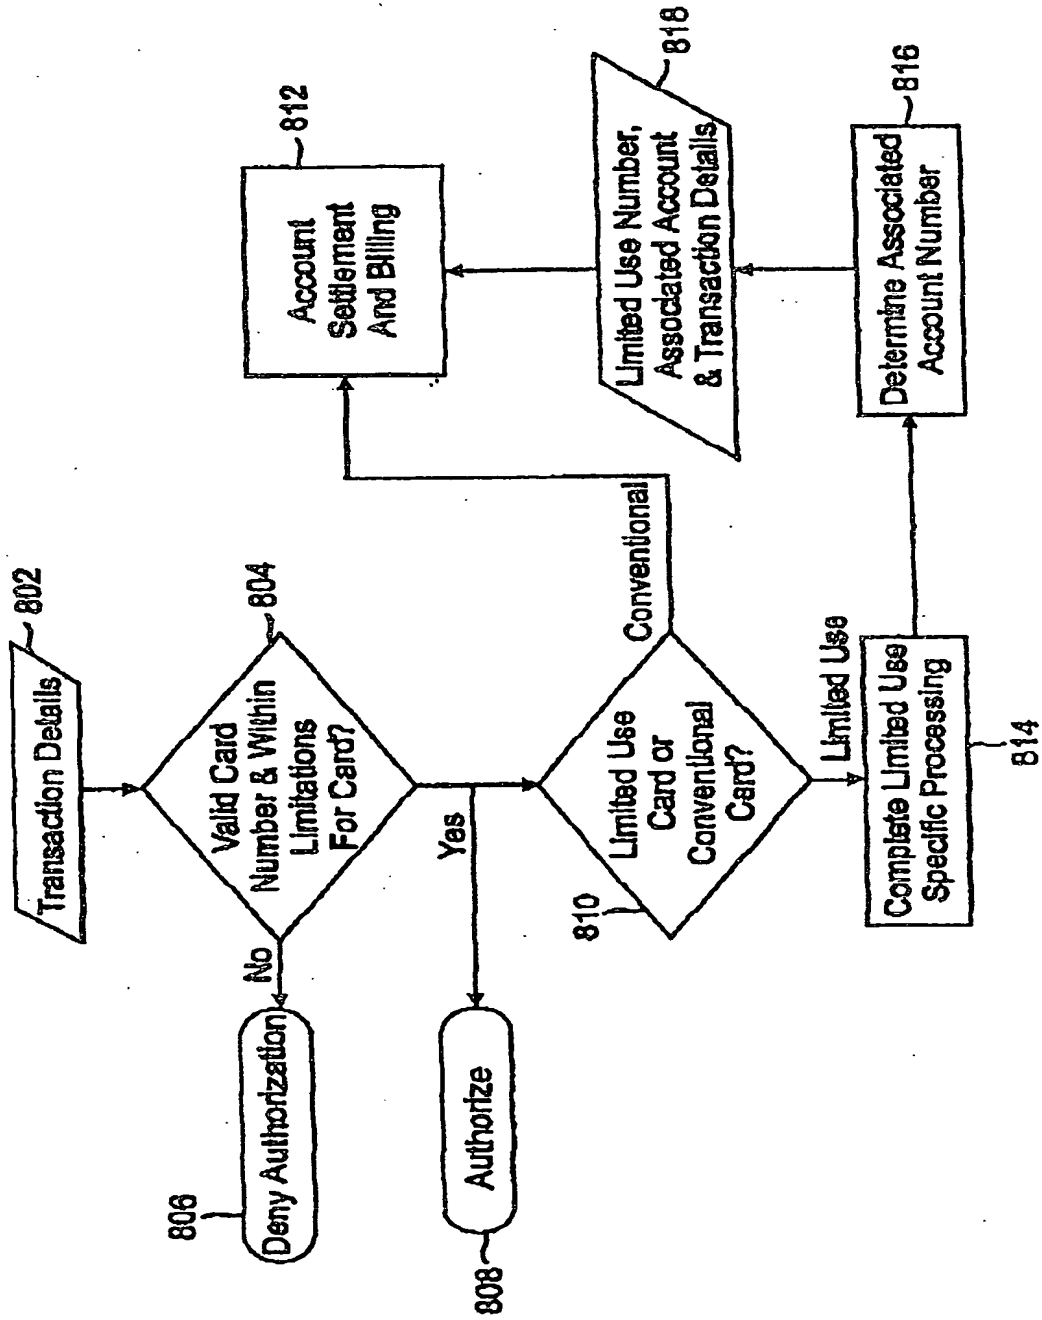 Transaction Details
802
Valid Card
Number & Within
Limitations
For Card?
804
No
Deny Authorization
806
Yes
Authorize
808
Limited Use
Card or
Conventional
Card?
810
Conventional
Account
Settlement
And Billing
812
Limited Use
Complete Limited Use
Specific Processing
814
Determine Associated
Account Number
816
Limited Use Number,
Associated Account
& Transaction Details
818